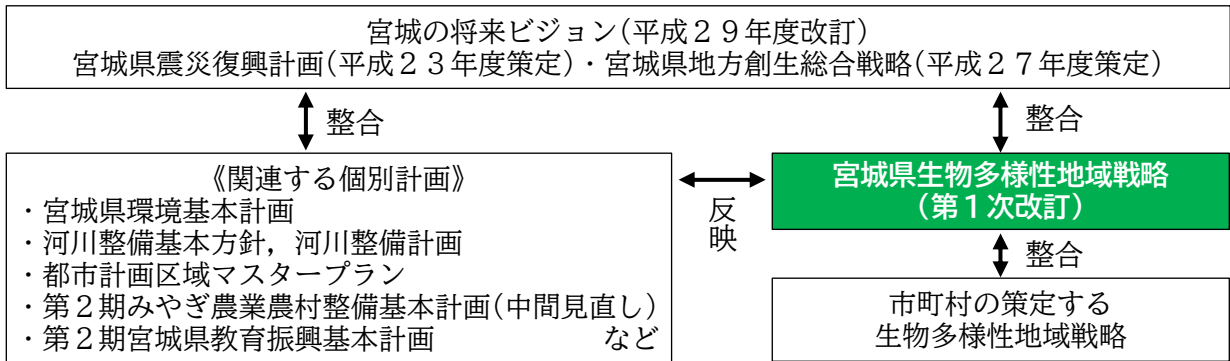 宮城の将来ビジョン(平成２９年度改訂)
宮城県震災復興計画(平成２３年度策定)・宮城県地方創生総合戦略(平成２７年度策定)
整合
整合
《関連する個別計画》
・宮城県環境基本計画
・河川整備基本方針，河川整備計画
・都市計画区域マスタープラン
・第２期みやぎ農業農村整備基本計画(中間見直し)
・第２期宮城県教育振興基本計画　など
反映
宮城県生物多様性地域戦略
(第１次改訂)
整合
市町村の策定する
生物多様性地域戦略